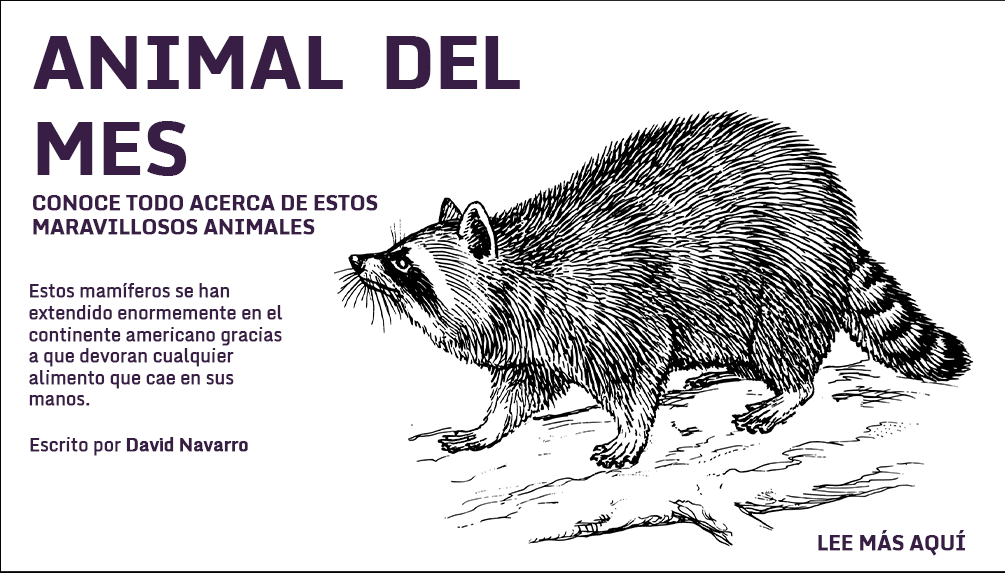 ANIMAL DEL
MES
CONOCE TODO ACERCA DE ESTOS
MARAVILLOSOS ANIMALES
Estos mamíferos se han
extendido enormemente en el
continente americano gracias
a que devoran cualquier
alimento que cae en sus
manos.
Escrito por David Navarro
LEE MÁS AQUÍ